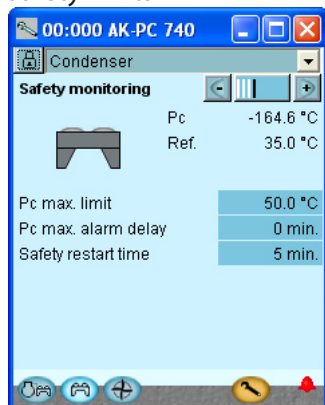 00:000 AK-PC 740
Condenser
Safety monitoring
Pc -164.6 °C
Ref. 35.0 °C
Pc max. limit 50.0 °C
Pc max. alarm delay 0 min.
Safety restart time 5 min.